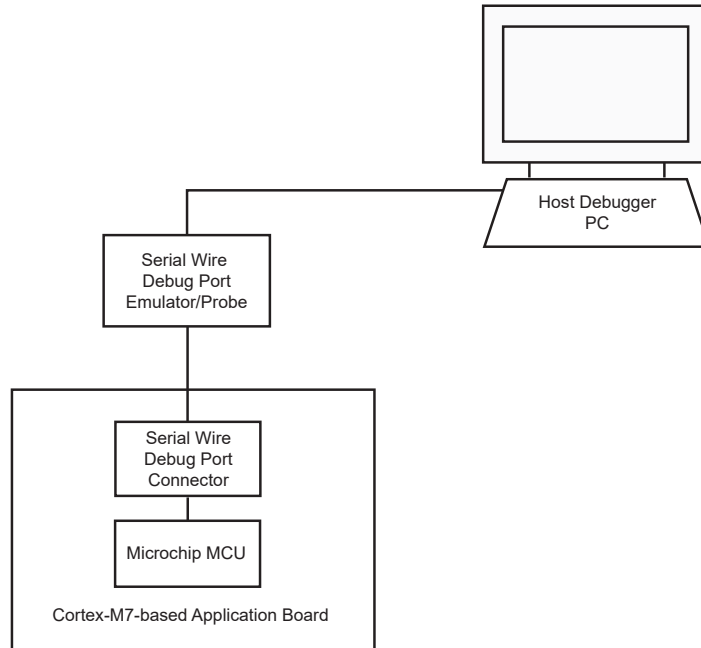 Host Debugger
PC
Serial Wire
Debug Port
Emulator/Probe
Serial Wire
Debug Port
Connector
Microchip MCU
Cortex-M7-based Application Board